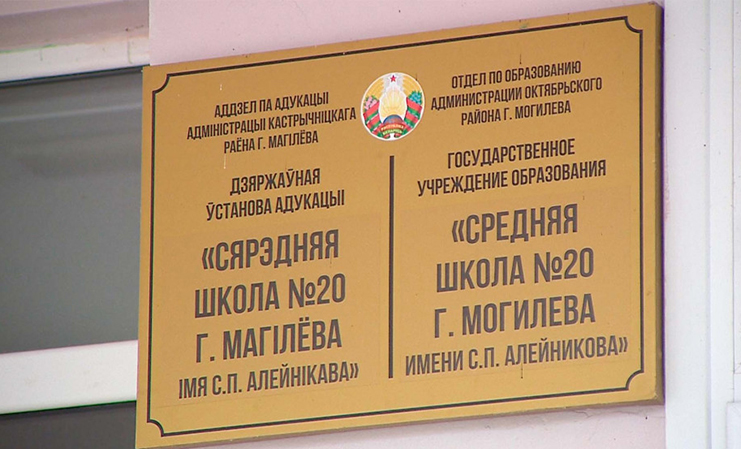 АДДЗЕЛ ПА АДУКАЦЫІ
АДМІНІСТРАЦЫІ КАСТРЫЧНІЦКАГА
РАЁНА Г. МАГІЛЁВА
ДЗЯРЖАЎНАЯ
ЎСТАНОВА АДУКАЦЫІ
«СЯРЭДНЯЯ
ШКОЛА №20
Г. МАГІЛЁВА
ІМЯ С.П. АЛЕЙНІКАВА»
ОТДЕЛ ПО ОБРАЗОВАНИЮ
АДМИНИСТРАЦИИ ОКТЯБРЬСКОГО
РАЙОНА Г. МОГИЛЕВА
ГОСУДАРСТВЕННОЕ
УЧРЕЖДЕНИЕ ОБРАЗОВАНИЯ
«СРЕДНЯЯ
ШКОЛА №20
Г. МОГИЛЕВА
ИМЕНИ С.П. АЛЕЙНИКОВА»